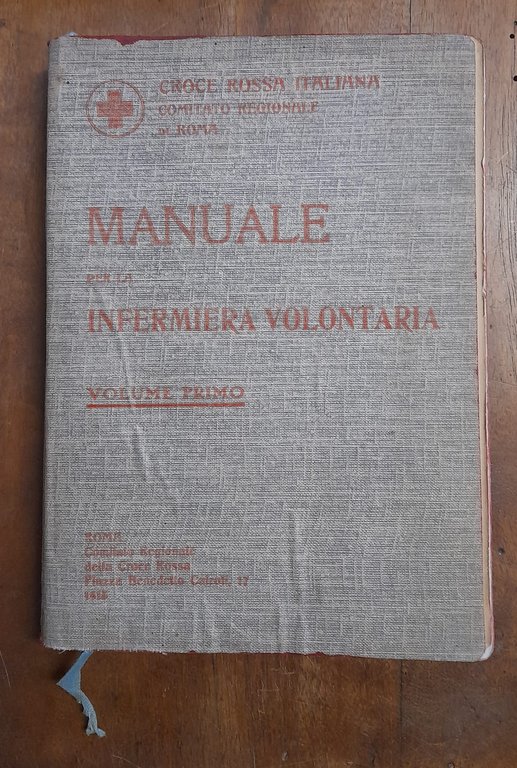 CROCE ROSSA ITALIANA
COMITATO REGIONALE
DI ROMA
MANUALE
PER LA
INFERMIERA VOLONTARIA
VOLUME PRIMO
ROMA
Comitato Regionale
della Croce Rossa
Piazza Benedetto Cairoli, 17